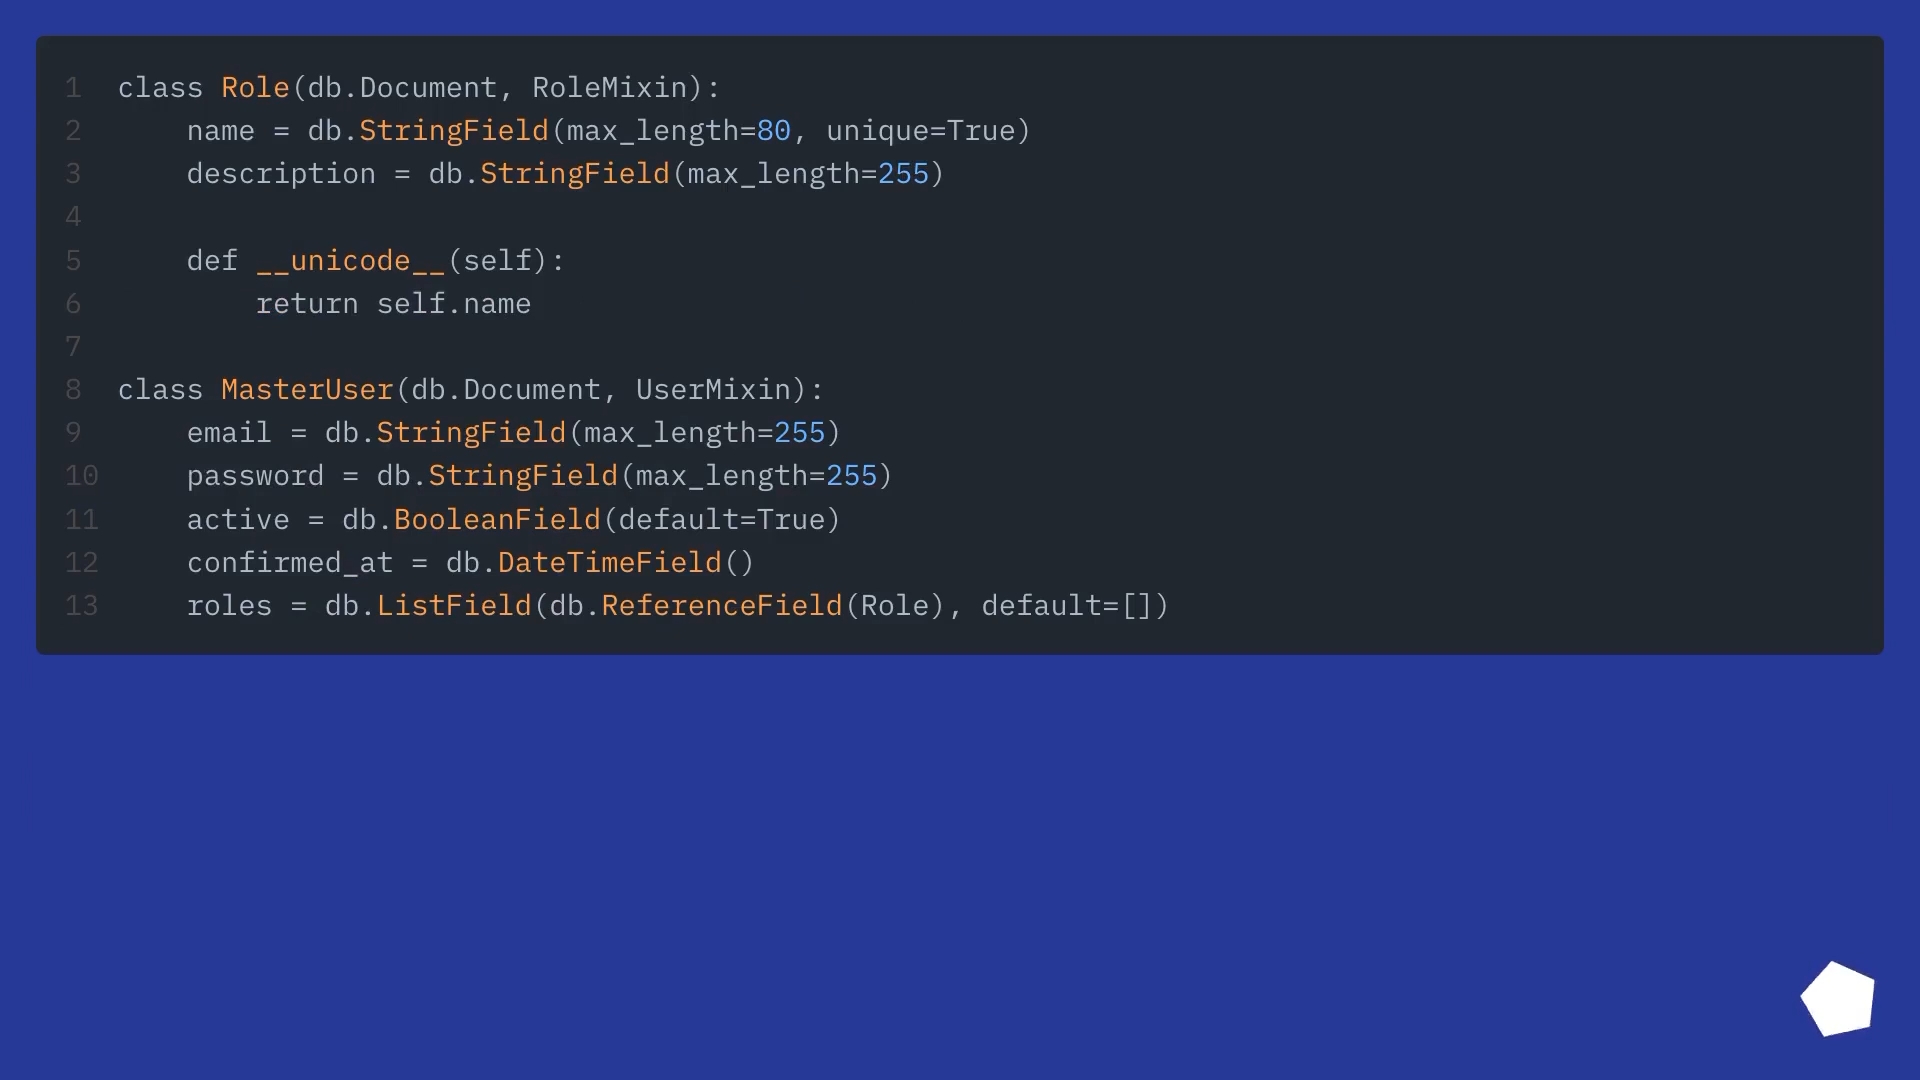 1 class Role(db.Document, RoleMixin):
2     name = db.StringField(max_length=80, unique=True)
3     description = db.StringField(max_length=255)
4
5     def __unicode__(self):
6         return self.name
7
8 class MasterUser(db.Document, UserMixin):
9     email = db.StringField(max_length=255)
10     password = db.StringField(max_length=255)
11     active = db.BooleanField(default=True)
12     confirmed_at = db.DateTimeField()
13     roles = db.ListField(db.ReferenceField(Role), default=[])